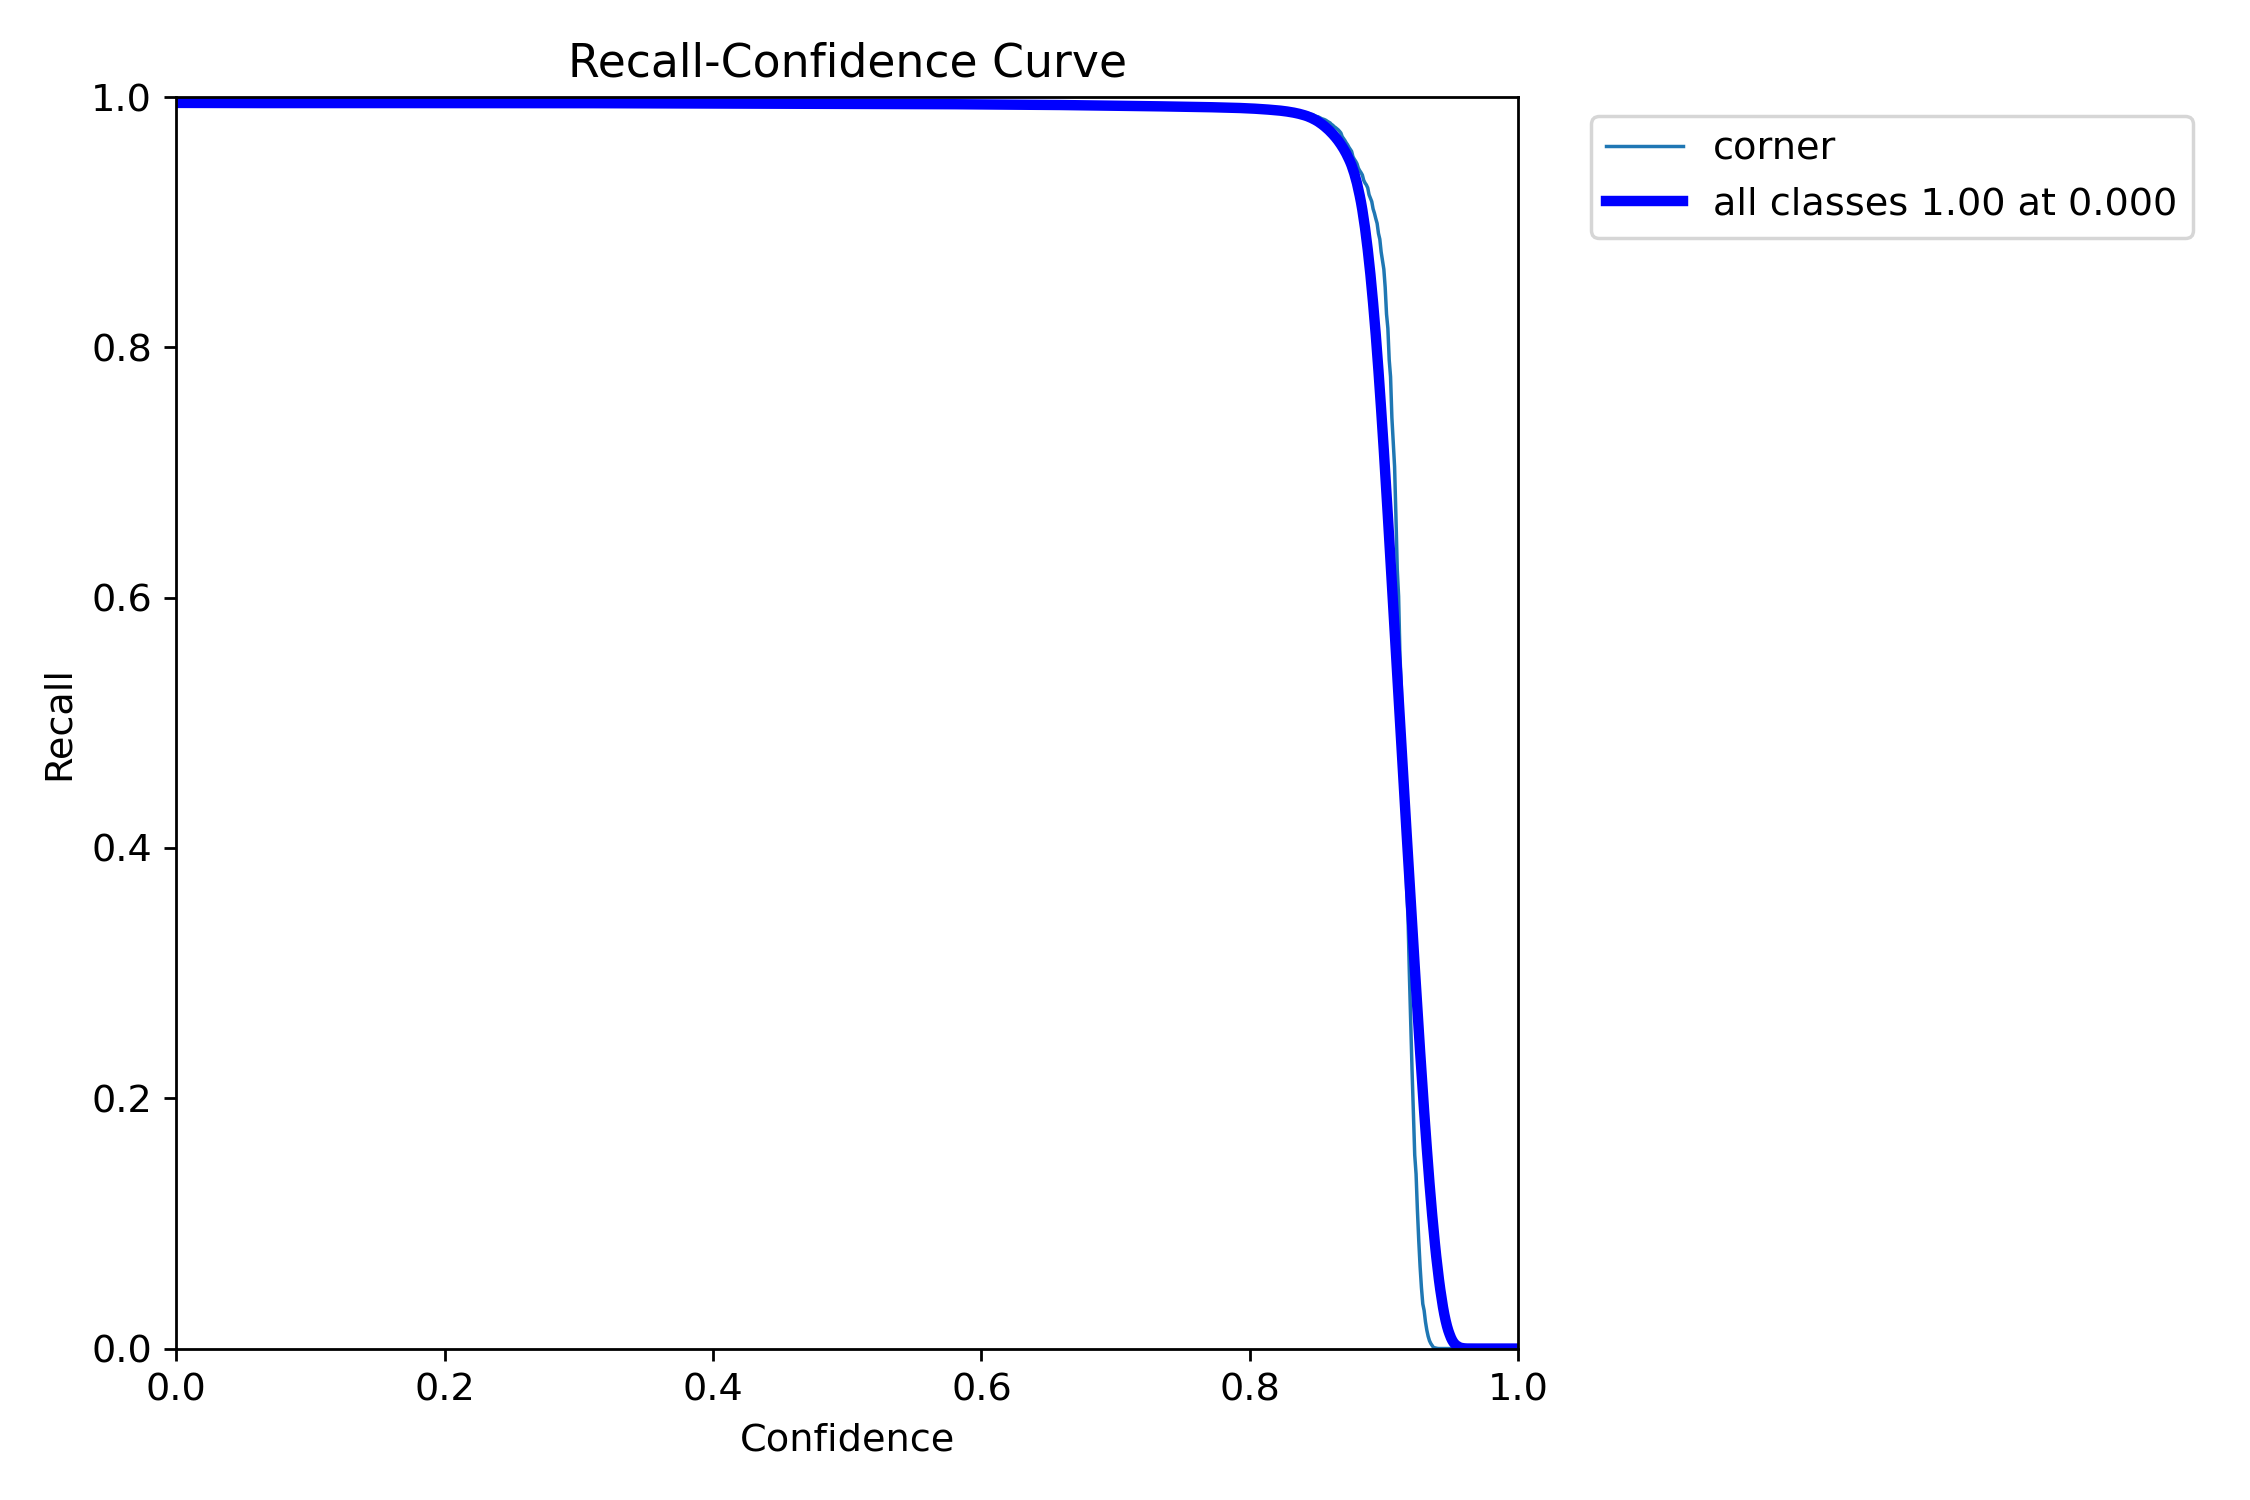 Recall-Confidence Curve
1.0
0.8
0.6
0.4
0.2
0.0
Recall
0.0 0.2 0.4 0.6 0.8 1.0
Confidence
corner
all classes 1.00 at 0.000